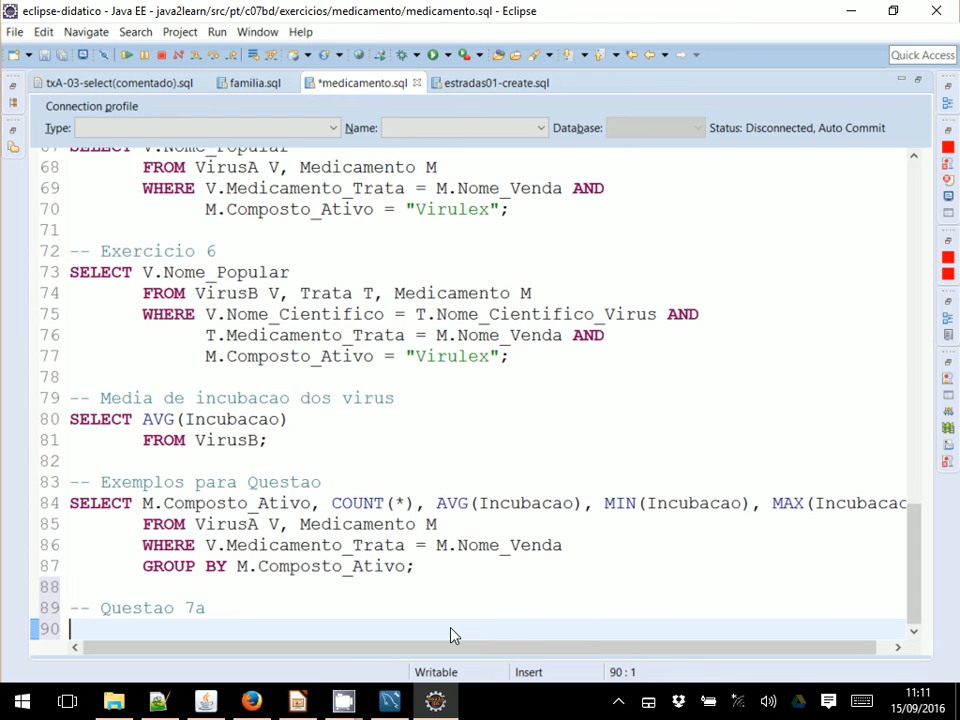 eclipse-didatico - Java EE - java2learn/src/pt/c07bd/exercicios/medicamento/medicamento.sql - Eclipse
File Edit Navigate Search Project Run Window Help
Quick Access
txA-03-select(comentado).sql familia.sql *medicamento.sql estradas01-create.sql
Connection profile
Type: Name: Database: Status: Disconnected, Auto Commit
67 SELECT V.Nome_Popular
68 FROM VirusA V, Medicamento M
69 WHERE V.Medicamento_Trata = M.Nome_Venda AND
70 M.Composto_Ativo = "Virulex";
71
72 -- Exercicio 6
73 SELECT V.Nome_Popular
74 FROM VirusB V, Trata T, Medicamento M
75 WHERE V.Nome_Cientifico = T.Nome_Cientifico_Virus AND
76 T.Medicamento_Trata = M.Nome_Venda AND
77 M.Composto_Ativo = "Virulex";
78
79 -- Media de incubacao dos virus
80 SELECT AVG(Incubacao)
81 FROM VirusB;
82
83 -- Exemplos para Questao
84 SELECT M.Composto_Ativo, COUNT(*), AVG(Incubacao), MIN(Incubacao), MAX(Incubacao
85 FROM VirusA V, Medicamento M
86 WHERE V.Medicamento_Trata = M.Nome_Venda
87 GROUP BY M.Composto_Ativo;
88
89 -- Questao 7a
90
Writable Insert 90 : 1
11:11
15/09/2016